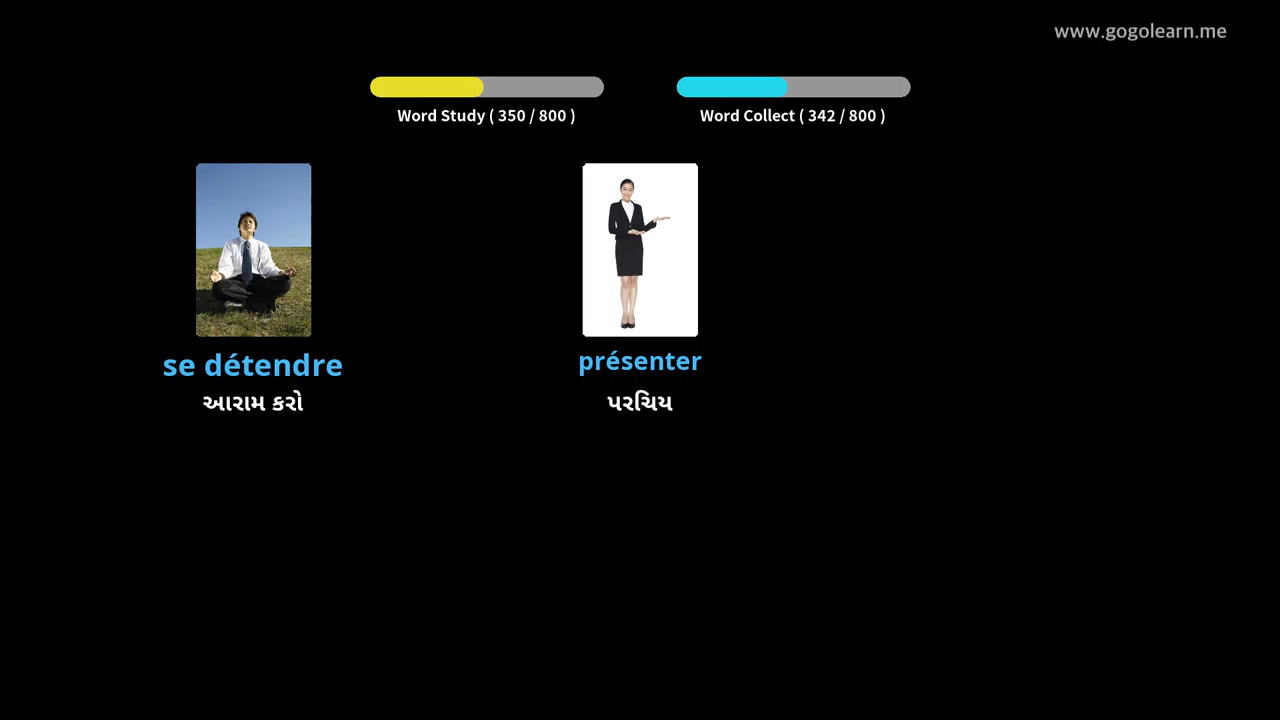 www.gogolearn.me
Word Study ( 350 / 800 )
Word Collect ( 342 / 800 )
se détendre
présenter
આરામ કરો
પરિચય